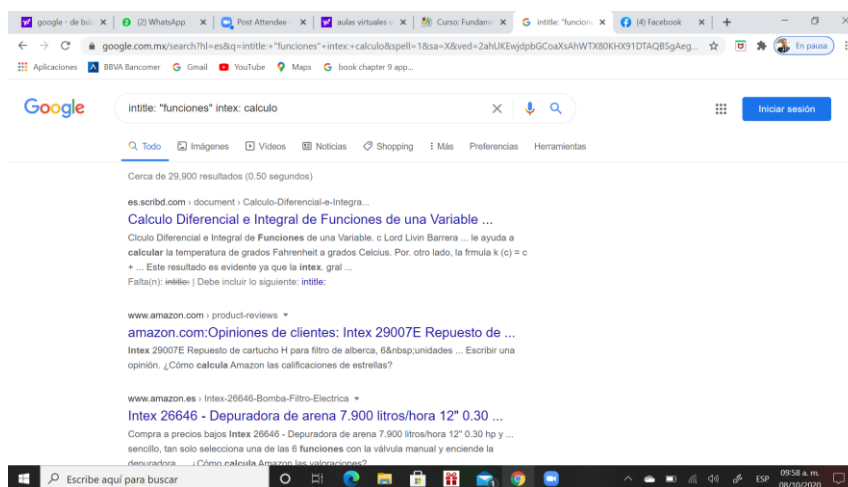 google - de bús
(2) WhatsApp
Post Attendee -
aulas virtuales u
Curso: Fundame
intitle: "funcione
(4) Facebook
google.com.mx/search?hl=es&q=intitle:+"funciones"+intex:+calculo&spell=1&sa=X&ved=2ahUKEwjdpbGCoaXsAhWTX80KHX91DTAQBSgAeg...
En pausa
Aplicaciones BBVA Bancomer Gmail YouTube Maps book chapter 9 app...
Google
intitle: "funciones" intex: calculo
Iniciar sesión
Todo Imágenes Videos Noticias Shopping Más Preferencias Herramientas
Cerca de 29,900 resultados (0.50 segundos)
es.scribd.com › document › Calculo-Diferencial-e-Integra...
Calculo Diferencial e Integral de Funciones de una Variable ...
Clculo Diferencial e Integral de Funciones de una Variable. c Lord Livin Barrera ... le ayuda a
calcular la temperatura de grados Fahrenheit a grados Celcius. Por. otro lado, la frmula k (c) = c
+ ... Este resultado es evidente ya que la intex. gral ...
Falta(n): intitle: | Debe incluir lo siguiente: intitle:
www.amazon.com › product-reviews
amazon.com:Opiniones de clientes: Intex 29007E Repuesto de ...
Intex 29007E Repuesto de cartucho H para filtro de alberca, 6&nbsp;unidades ... Escribir una
opinión. ¿Cómo calcula Amazon las calificaciones de estrellas?
www.amazon.es › Intex-26646-Bomba-Filtro-Electrica
Intex 26646 - Depuradora de arena 7.900 litros/hora 12" 0.30 ...
Compra a precios bajos Intex 26646 - Depuradora de arena 7.900 litros/hora 12" 0.30 hp y ...
sencillo, tan solo selecciona una de las 6 funciones con la válvula manual y enciende la
depuradora. ... ¿Cómo calcula Amazon las valoraciones?
Escribe aquí para buscar
ESP
09:58 a. m.
08/10/2020